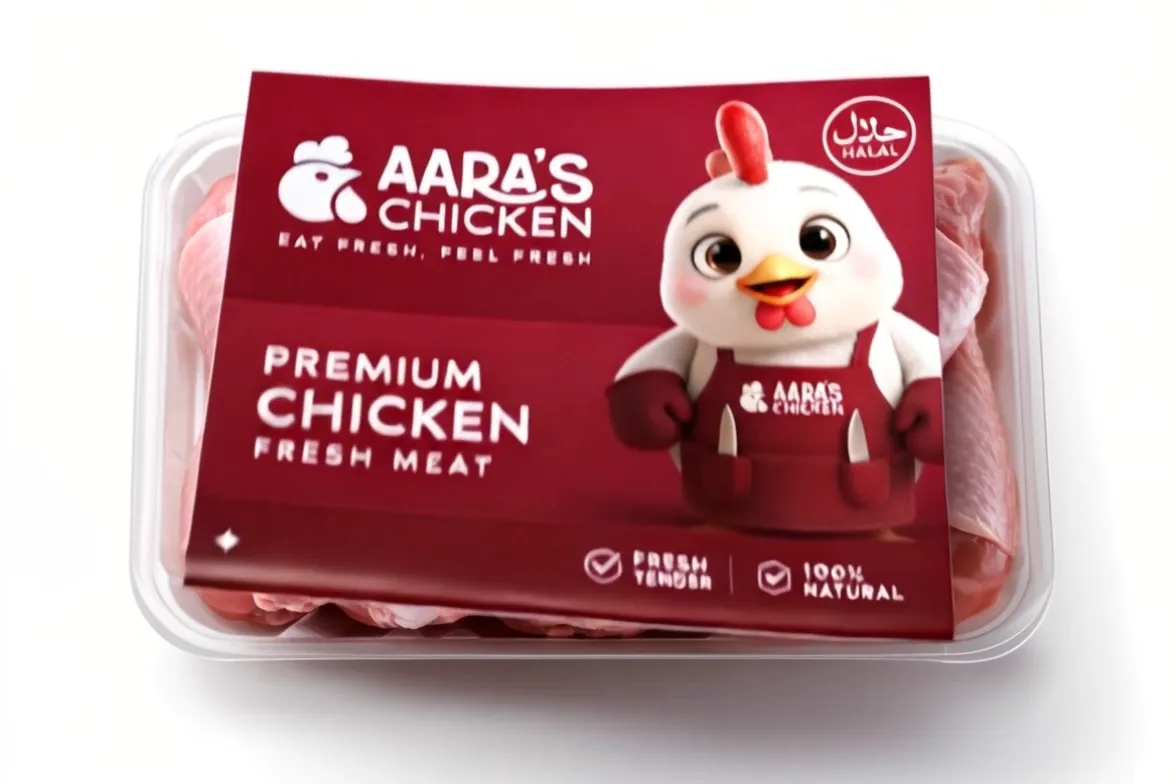 AARA'S
CHICKEN
EAT FRESH, FEEL FRESH
حلال
HALAL
PREMIUM
CHICKEN
FRESH MEAT
AARA'S
CHICKEN
FRESH
TENDER
100%
NATURAL